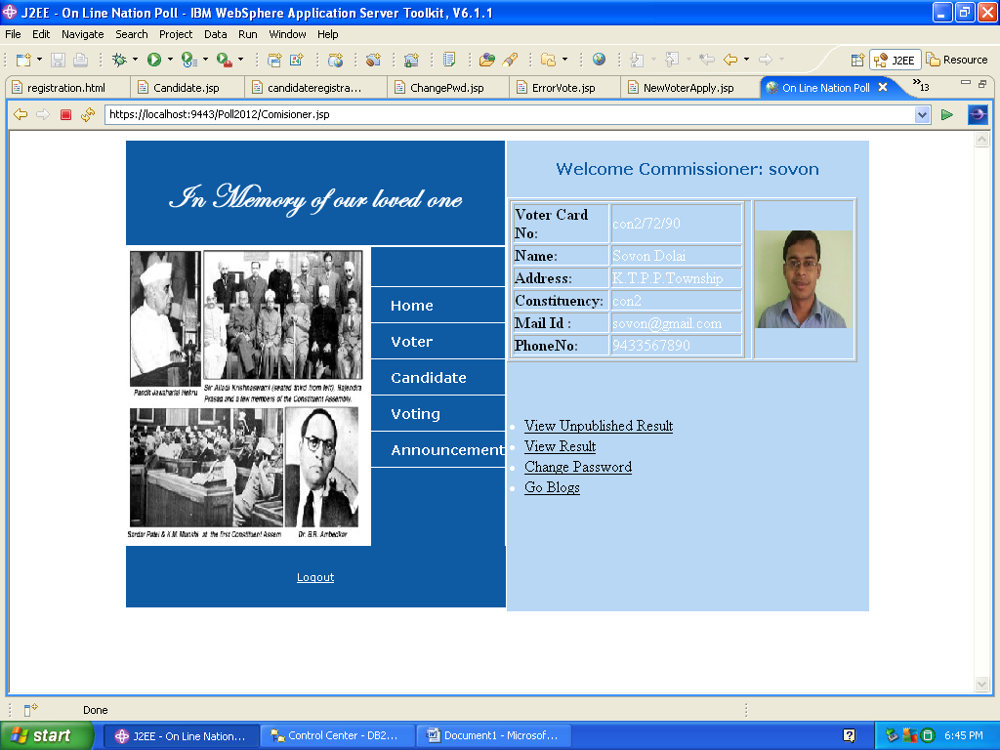 J2EE - On Line Nation Poll - IBM WebSphere Application Server Toolkit, V6.1.1
File Edit Navigate Search Project Data Run Window Help
J2EE Resource
registration.html Candidate.jsp candidateregistra... ChangePwd.jsp ErrorVote.jsp NewVoterApply.jsp On Line Nation Poll »13
https://localhost:9443/Poll2012/Comisioner.jsp
In Memory of our loved one
Pandit Jawaharlal Nehru
Sir Alladi Krishnaswami (seated third from left), Rajendra
Prasad and a few members of the Constituent Assembly.
Sardar Patel & K.M. Munshi at the first Constituent Assem
Dr. B.R. Ambedkar
Home
Voter
Candidate
Voting
Announcement
Logout
Welcome Commissioner: sovon
Voter Card
No:
con2/72/90
Name: Sovon Dolai
Address: K.T.P.P.Township
Constituency: con2
Mail Id : sovon@gmail.com
PhoneNo: 9433567890
View Unpublished Result
View Result
Change Password
Go Blogs
Done
start J2EE - On Line Nation... Control Center - DB2... Document1 - Microsof... 6:45 PM